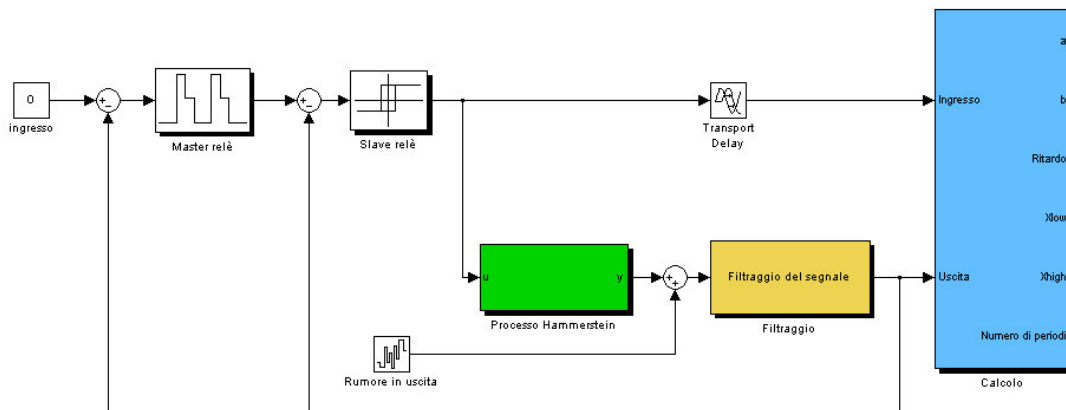 0
ingresso
Master relè
Slave relè
Transport
Delay
u
y
Processo Hammerstein
Rumore in uscita
Filtraggio del segnale
Filtraggio
Ingresso
Uscita
a
b
Ritardo
Xlow
Xhigh
Numero di periodi
Calcolo